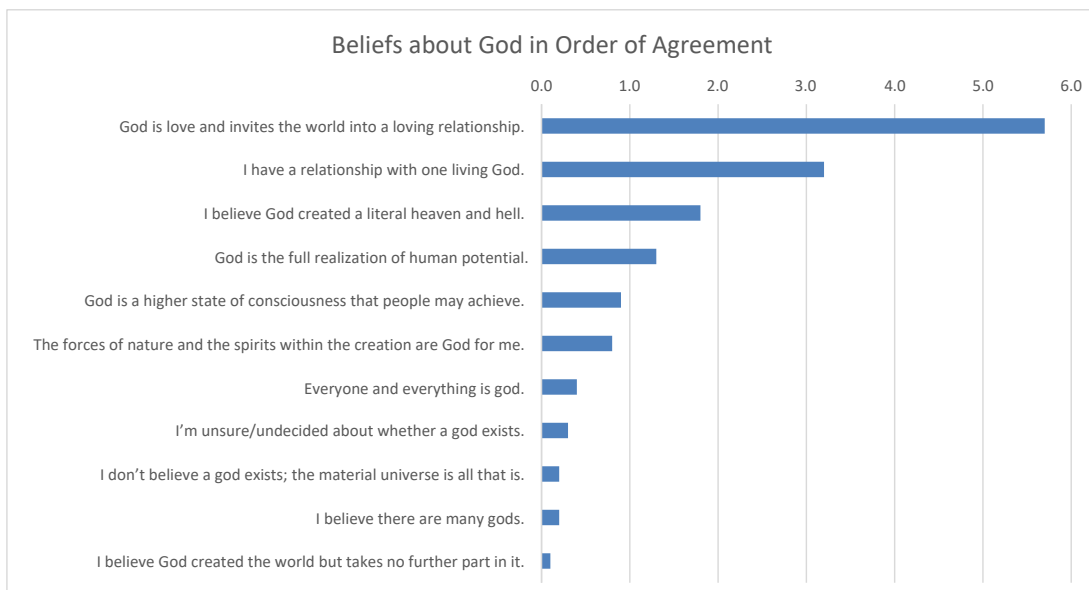 Beliefs about God in Order of Agreement
0.0 1.0 2.0 3.0 4.0 5.0 6.0
God is love and invites the world into a loving relationship.
I have a relationship with one living God.
I believe God created a literal heaven and hell.
God is the full realization of human potential.
God is a higher state of consciousness that people may achieve.
The forces of nature and the spirits within the creation are God for me.
Everyone and everything is god.
I’m unsure/undecided about whether a god exists.
I don’t believe a god exists; the material universe is all that is.
I believe there are many gods.
I believe God created the world but takes no further part in it.